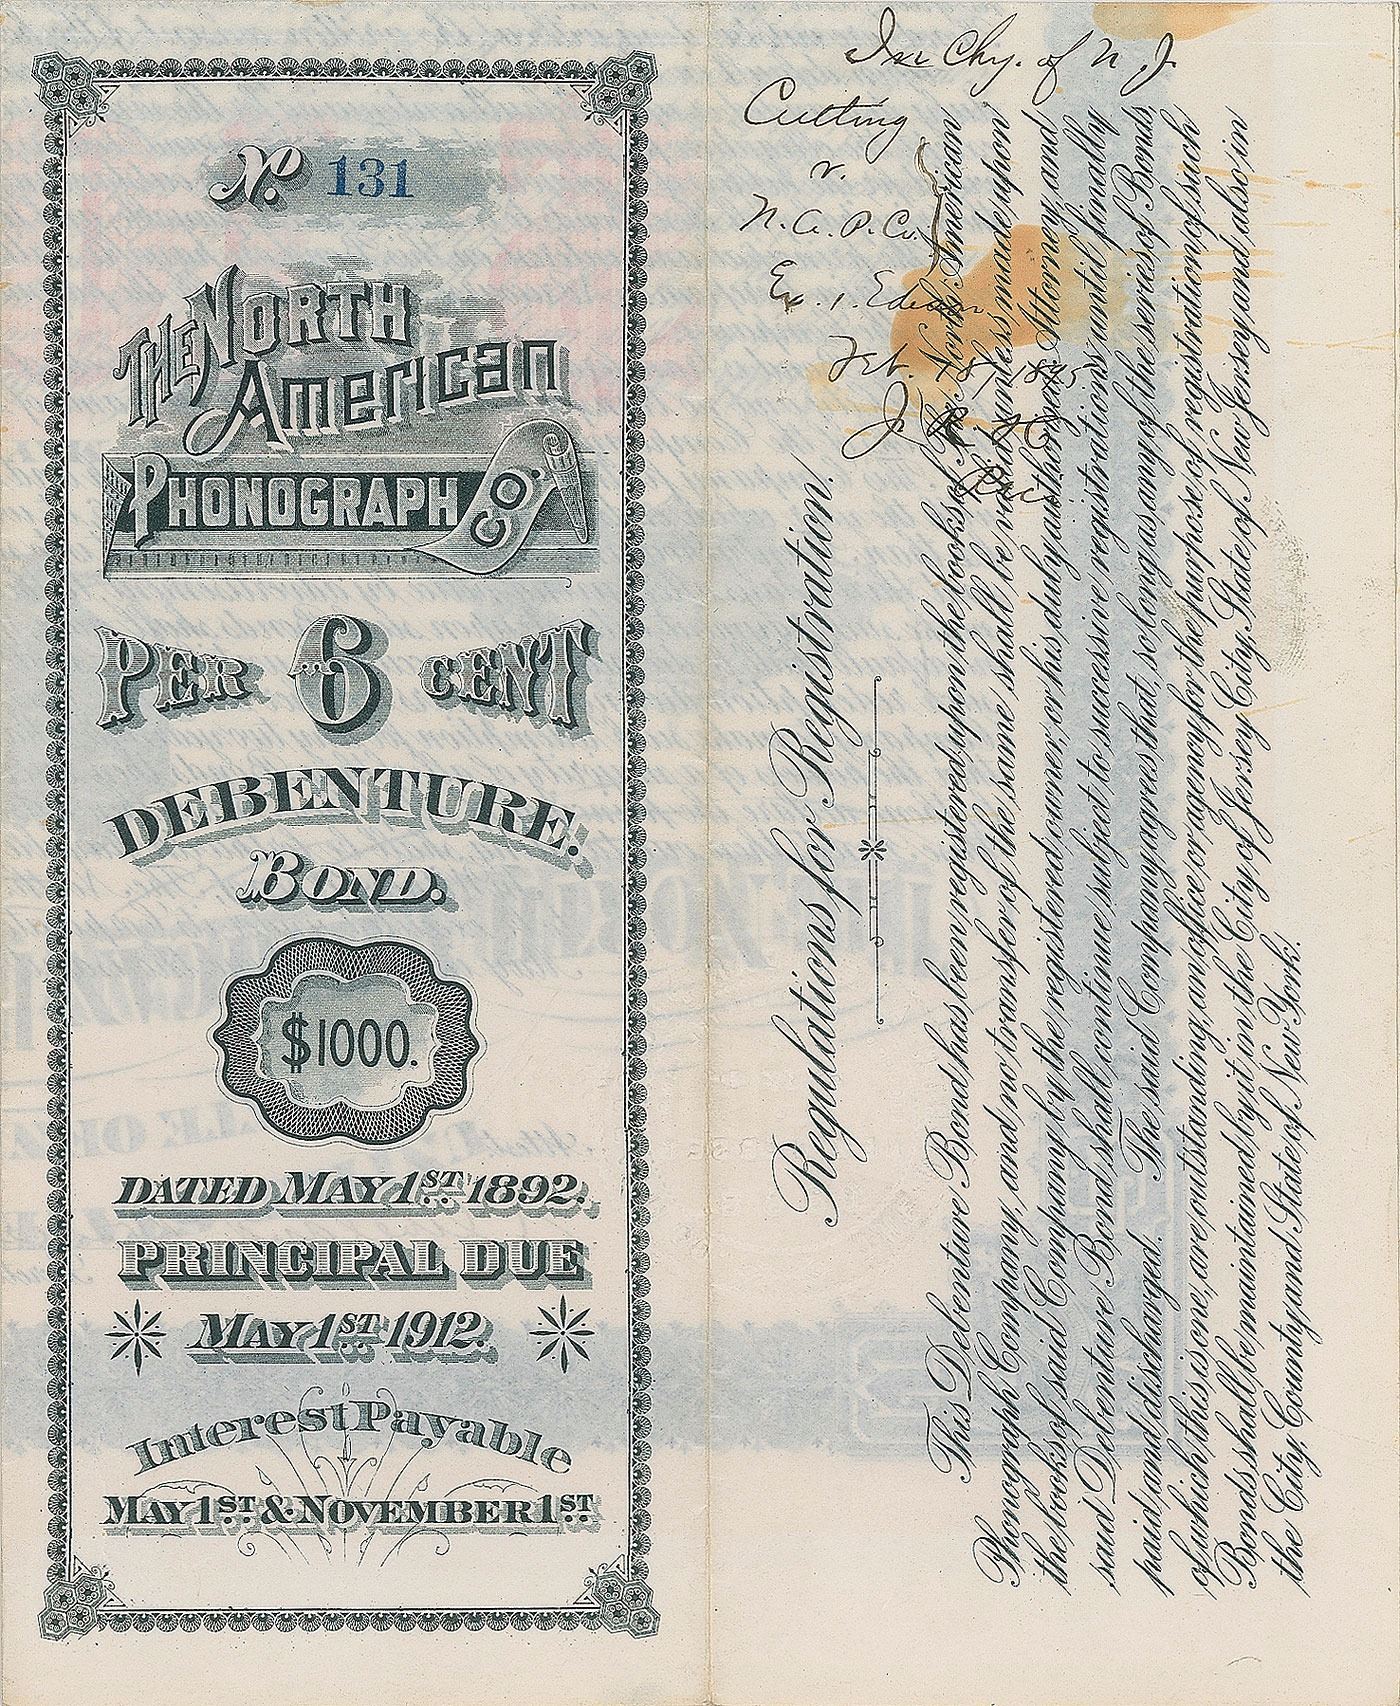 No. 131
THE NORTH
American
PHONOGRAPH CO.
PER 6 CENT
DEBENTURE.
BOND.
$1000.
DATED MAY 1ST 1892.
PRINCIPAL DUE
MAY 1ST 1912.
Interest Payable
MAY 1ST & NOVEMBER 1ST
In Chy. of N. J.
Cutting
v.
N. A. P. Co.
Ex. 1. Edison
Feb. 18/1895
Regulations for Registration.
This Debenture Bond has been registered upon the books of The North American
Phonograph Company, and no transfer of the same shall be valid unless made upon
the books of said Company by the registered owner, or his duly authorized Attorney, and
said Debenture Bond shall continue subject to successive registrations until finally
paid and discharged. The said Company agrees that, so long as any of the series of Bonds,
of which this is one, are outstanding, an office or agency for the purpose of registration of such
Bonds shall be maintained by it in the City of Jersey City, State of New Jersey, and also in
the City, County and State of New York.